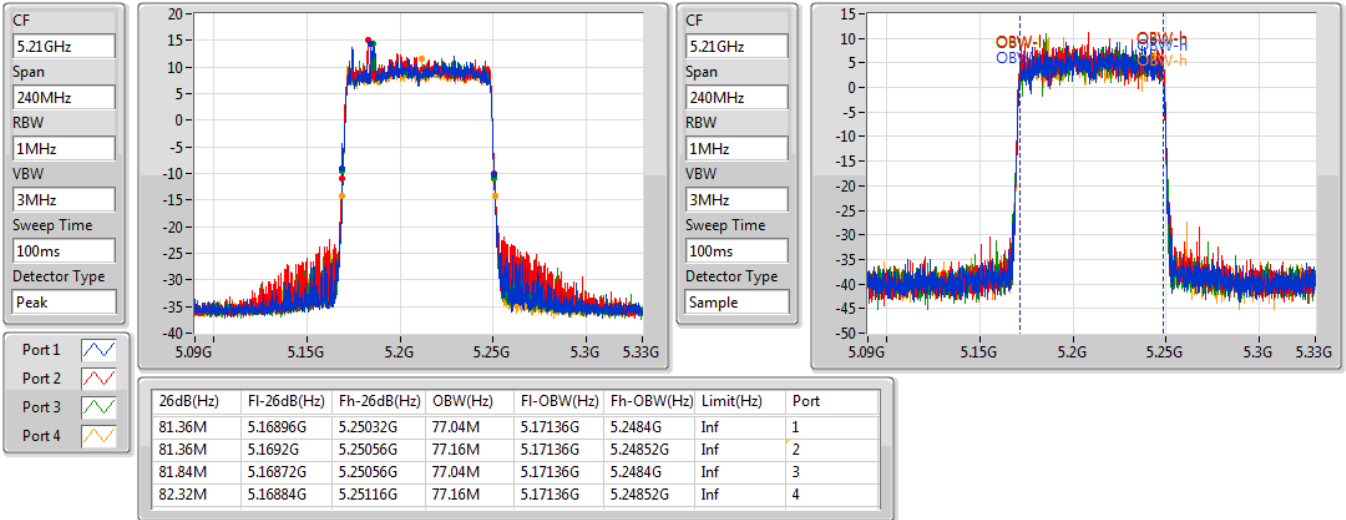 CF
5.21GHz
Span
240MHz
RBW
1MHz
VBW
3MHz
Sweep Time
100ms
Detector Type
Peak
20
15
10
5
0
-5
-10
-15
-20
-25
-30
-35
-40
5.09G 5.15G 5.2G 5.25G 5.3G 5.33G
CF
5.21GHz
Span
240MHz
RBW
1MHz
VBW
3MHz
Sweep Time
100ms
Detector Type
Sample
15
10
5
0
-5
-10
-15
-20
-25
-30
-35
-40
-45
-50
OBW-h
OBW-h
OBW-h
5.09G 5.15G 5.2G 5.25G 5.3G 5.33G
Port 1
Port 2
Port 3
Port 4
26dB(Hz) Fl-26dB(Hz) Fh-26dB(Hz) OBW(Hz) Fl-OBW(Hz) Fh-OBW(Hz) Limit(Hz) Port
81.36M 5.16896G 5.25032G 77.04M 5.17136G 5.2484G Inf 1
81.36M 5.1692G 5.25056G 77.16M 5.17136G 5.24852G Inf 2
81.84M 5.16872G 5.25056G 77.04M 5.17136G 5.2484G Inf 3
82.32M 5.16884G 5.25116G 77.16M 5.17136G 5.24852G Inf 4